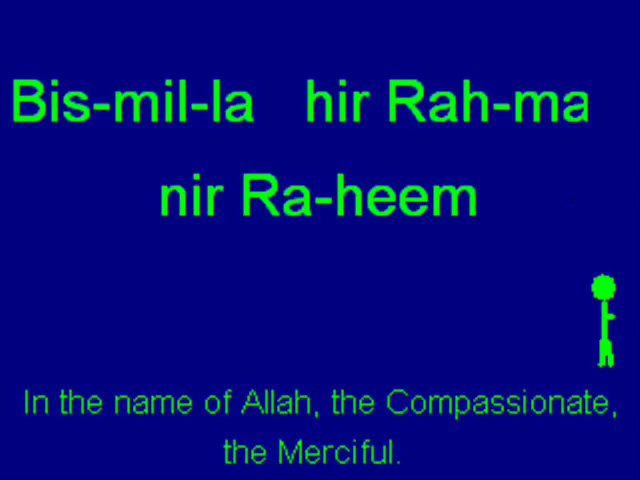 Bis-mil-la hir Rah-ma
nir Ra-heem
In the name of Allah, the Compassionate,
the Merciful.